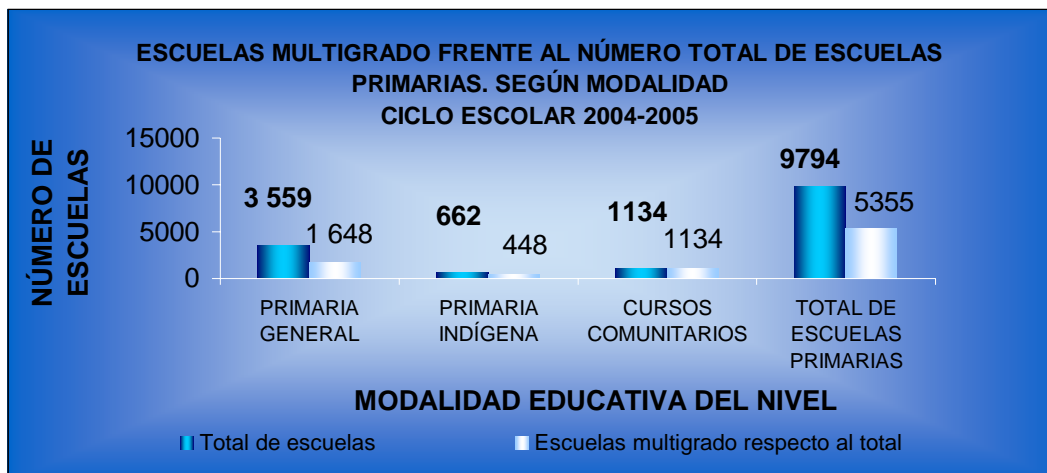 ESCUELAS MULTIGRADO FRENTE AL NÚMERO TOTAL DE ESCUELAS
PRIMARIAS. SEGÚN MODALIDAD
CICLO ESCOLAR 2004-2005
NÚMERO DE
ESCUELAS
15000
10000
5000
0
3 559
1 648
662
448
1134
1134
9794
5355
PRIMARIA
GENERAL
PRIMARIA
INDÍGENA
CURSOS
COMUNITARIOS
TOTAL DE
ESCUELAS
PRIMARIAS
MODALIDAD EDUCATIVA DEL NIVEL
Total de escuelas
Escuelas multigrado respecto al total